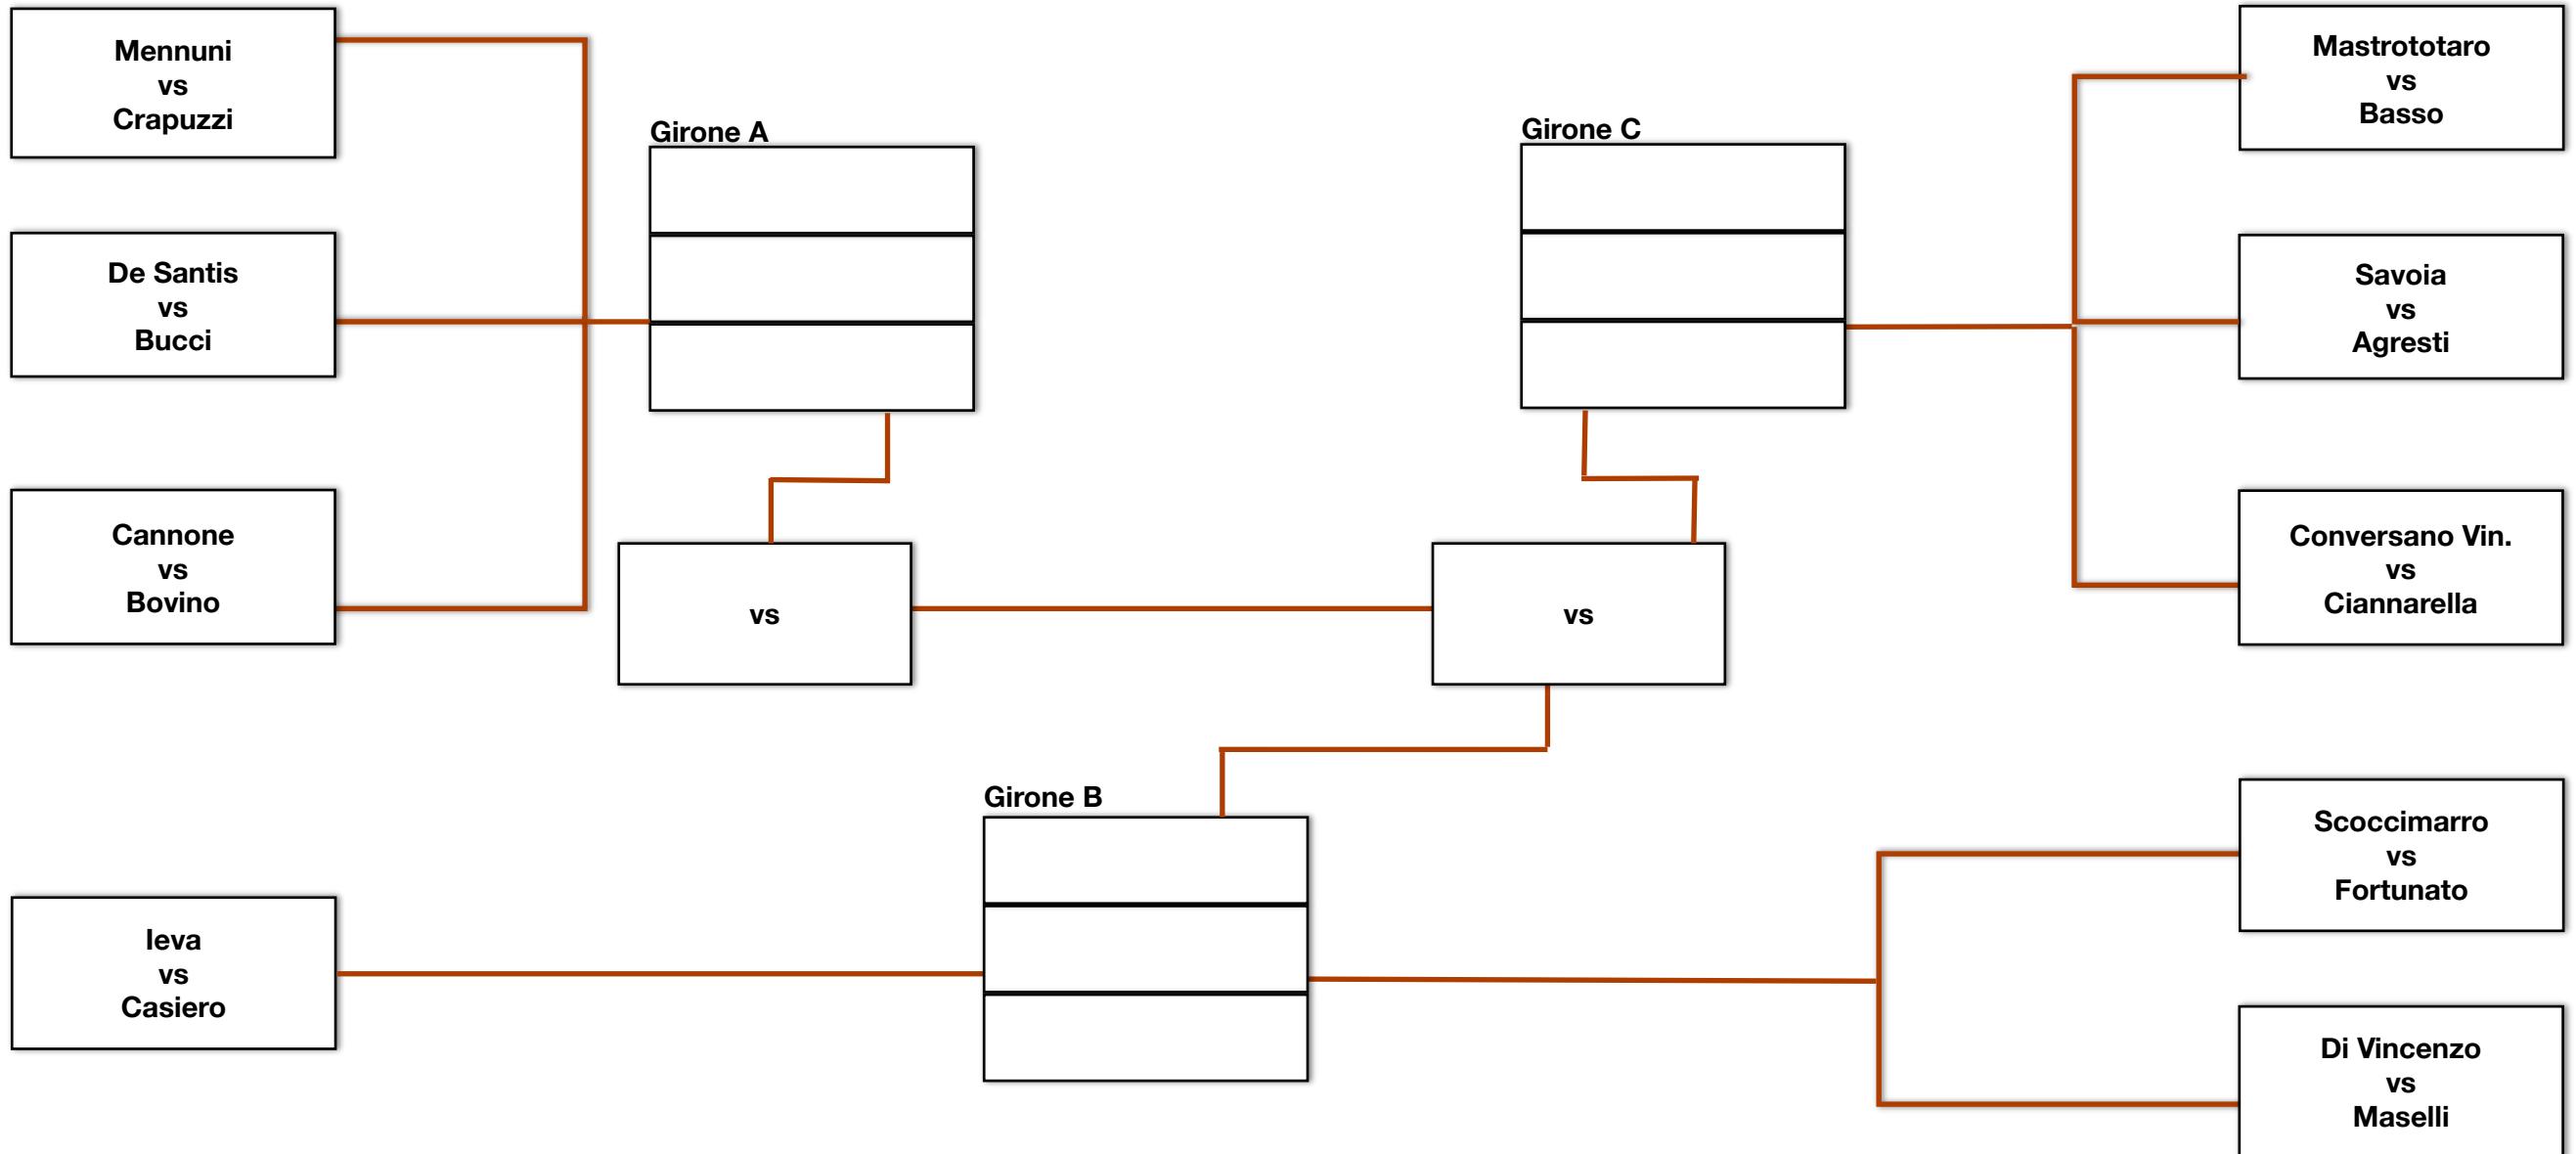 Mennuni
vs
Crapuzzi
De Santis
vs
Bucci
Cannone
vs
Bovino
Ieva
vs
Casiero
Girone A
vs
Girone B
Girone C
vs
Mastrototaro
vs
Basso
Savoia
vs
Agresti
Conversano Vin.
vs
Ciannarella
Scoccimarro
vs
Fortunato
Di Vincenzo
vs
Maselli